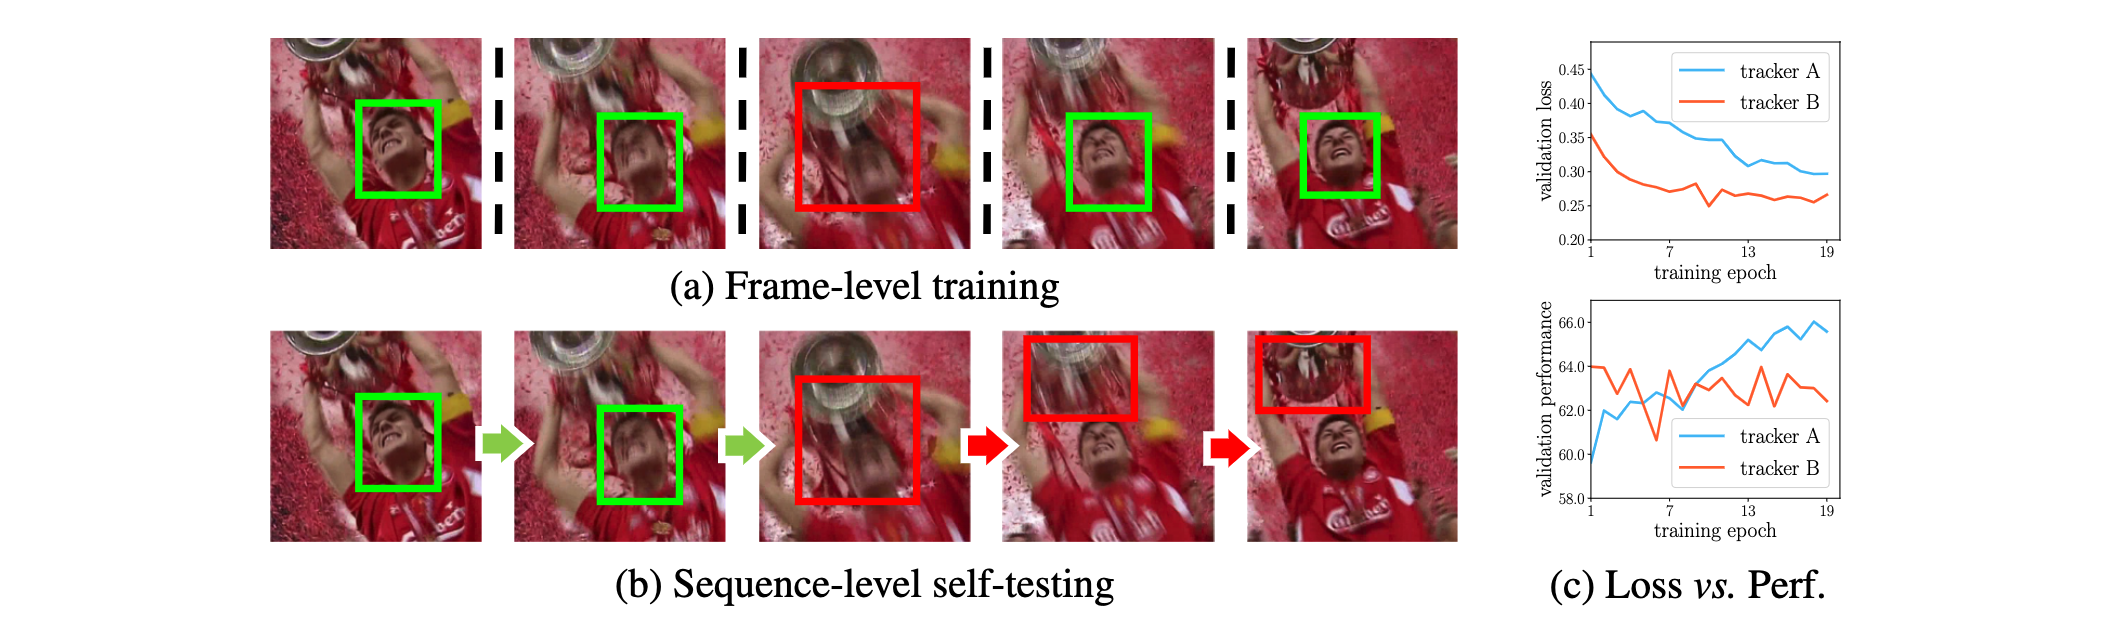 (a) Frame-level training
(b) Sequence-level self-testing
validation loss
0.45
0.40
0.35
0.30
0.25
0.20
tracker A
tracker B
1 7 13 19
training epoch
validation performance
66.0
64.0
62.0
60.0
58.0
tracker A
tracker B
1 7 13 19
training epoch
(c) Loss vs. Perf.